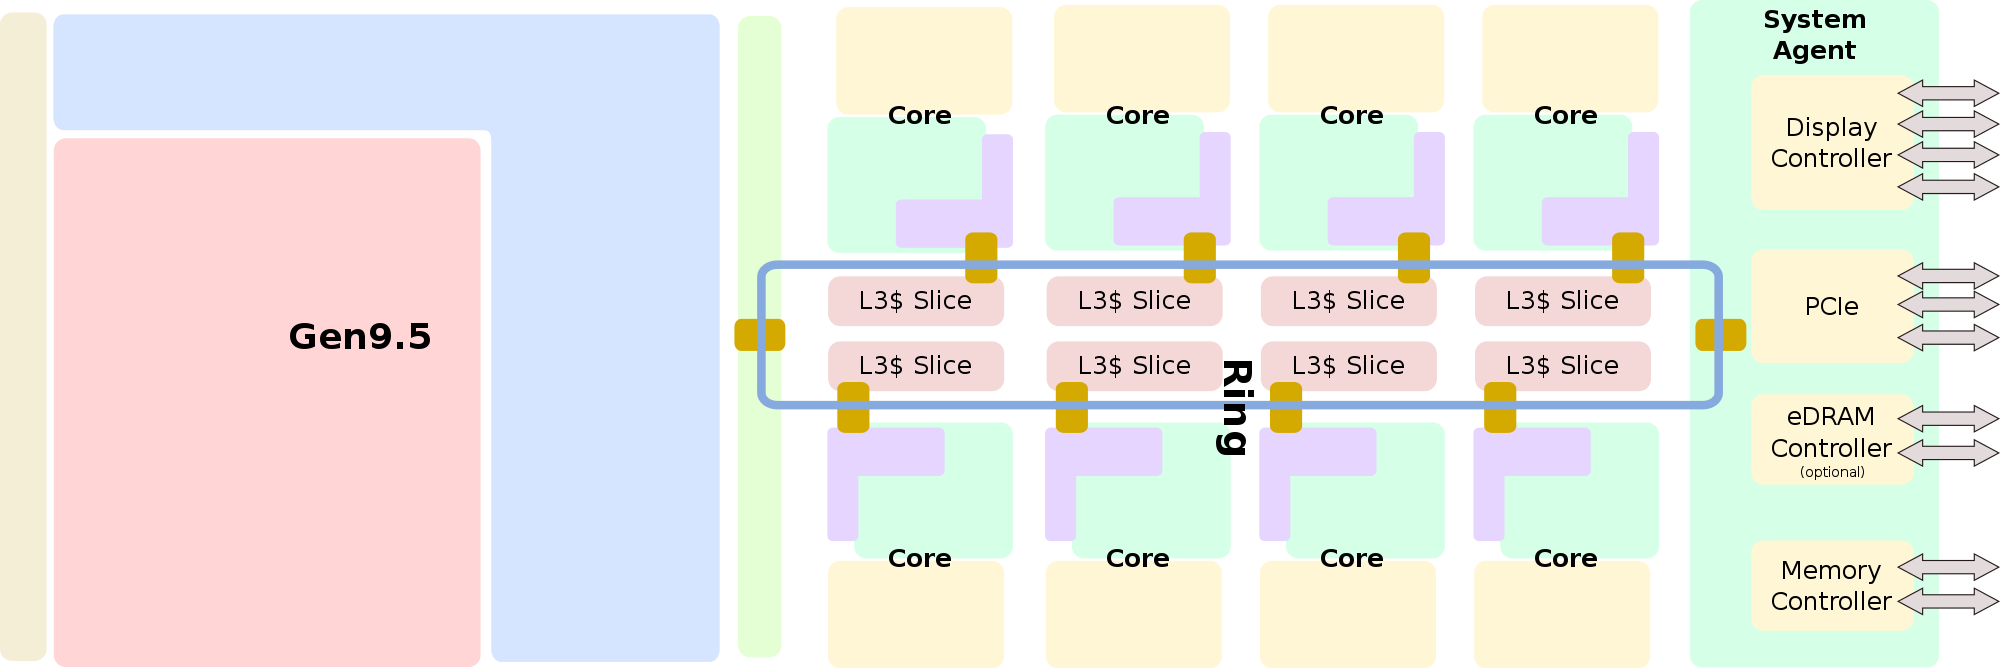 System
Agent
Core Core Core Core
Display
Controller
L3$ Slice L3$ Slice L3$ Slice L3$ Slice
PCIe
Gen9.5
L3$ Slice L3$ Slice L3$ Slice L3$ Slice
Ring
eDRAM
Controller
(optional)
Core Core Core Core
Memory
Controller